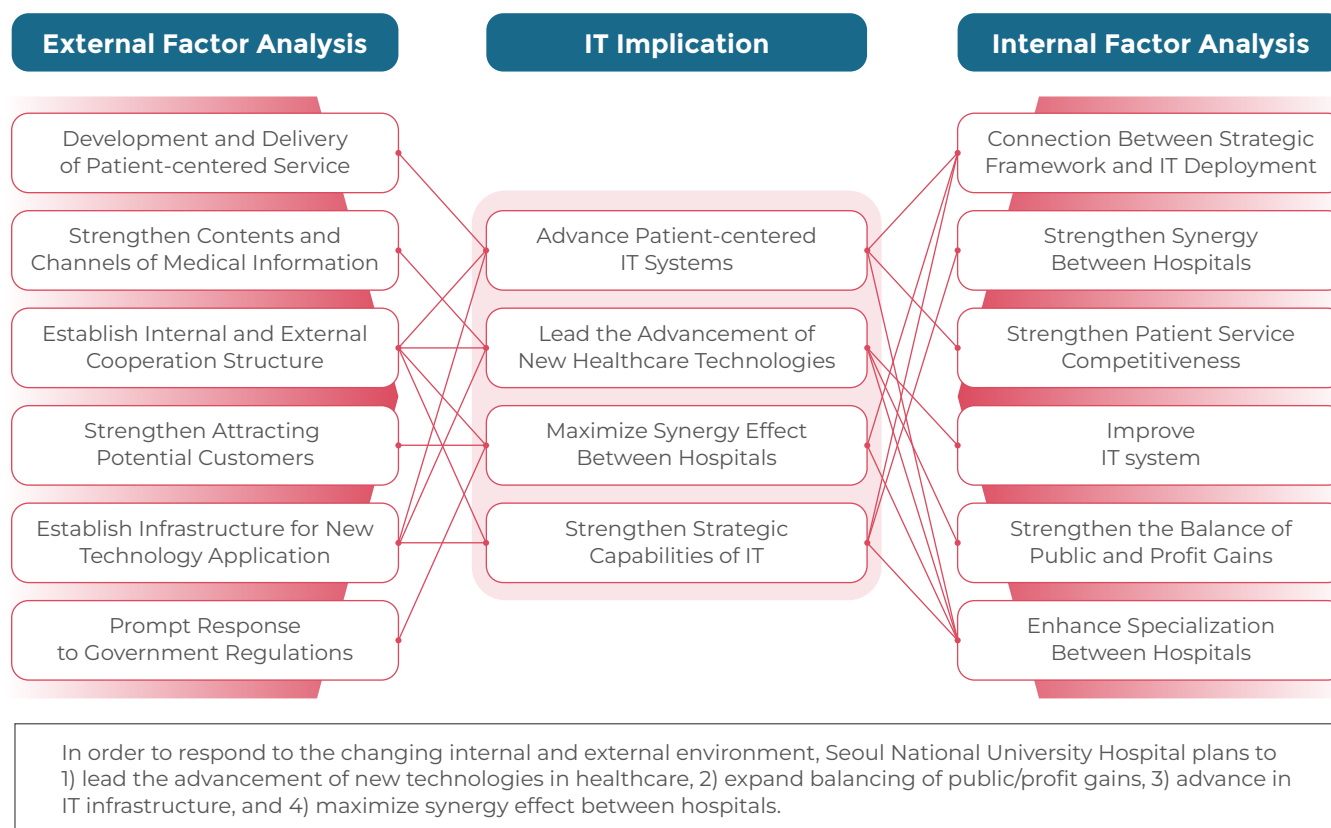 External Factor Analysis
IT Implication
Internal Factor Analysis
Development and Delivery
of Patient-centered Service
Strengthen Contents and
Channels of Medical Information
Establish Internal and External
Cooperation Structure
Strengthen Attracting
Potential Customers
Establish Infrastructure for New
Technology Application
Prompt Response
to Government Regulations
Advance Patient-centered
IT Systems
Lead the Advancement of
New Healthcare Technologies
Maximize Synergy Effect
Between Hospitals
Strengthen Strategic
Capabilities of IT
Connection Between Strategic
Framework and IT Deployment
Strengthen Synergy
Between Hospitals
Strengthen Patient Service
Competitiveness
Improve
IT system
Strengthen the Balance of
Public and Profit Gains
Enhance Specialization
Between Hospitals
In order to respond to the changing internal and external environment, Seoul National University Hospital plans to
1) lead the advancement of new technologies in healthcare, 2) expand balancing of public/profit gains, 3) advance in
IT infrastructure, and 4) maximize synergy effect between hospitals.